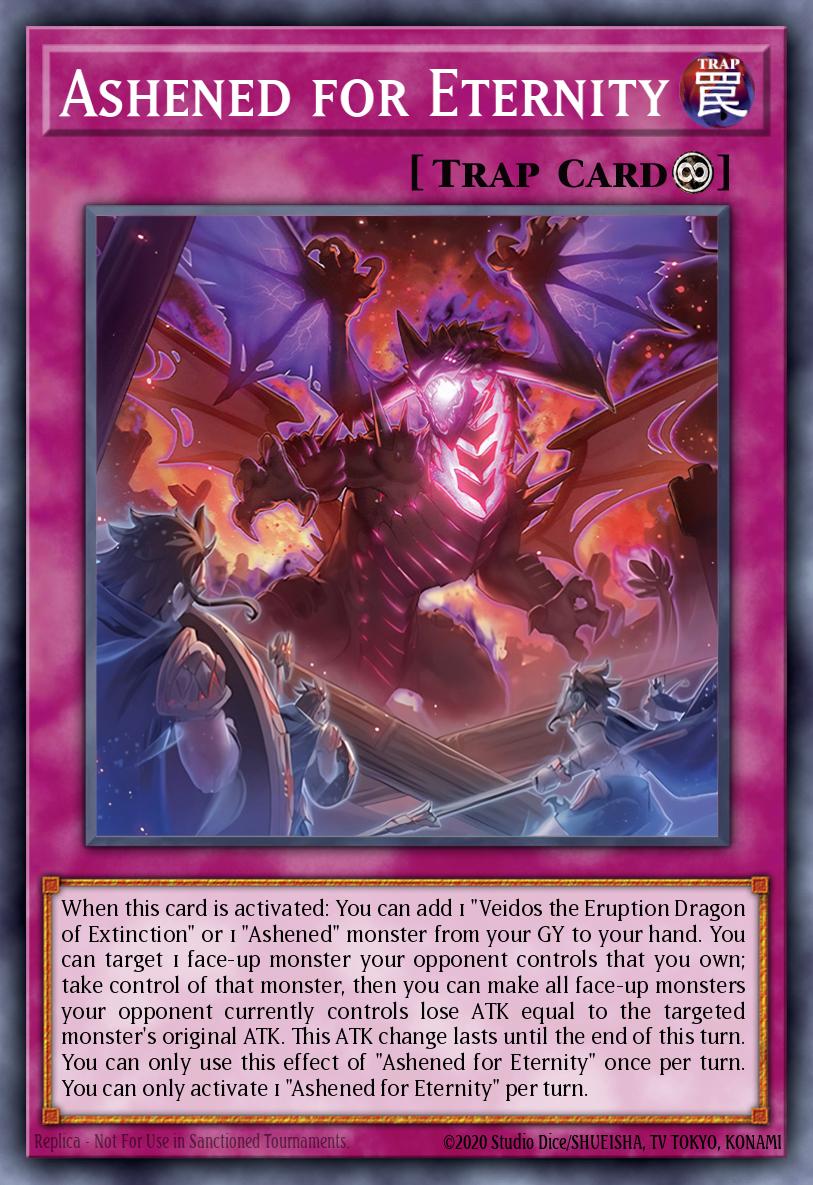 Ashened for Eternity
TRAP
罠
[Trap Card∞]
When this card is activated: You can add 1 "Veidos the Eruption Dragon
of Extinction" or 1 "Ashened" monster from your GY to your hand. You
can target 1 face-up monster your opponent controls that you own;
take control of that monster, then you can make all face-up monsters
your opponent currently controls lose ATK equal to the targeted
monster's original ATK. This ATK change lasts until the end of this turn.
You can only use this effect of "Ashened for Eternity" once per turn.
You can only activate 1 "Ashened for Eternity" per turn.
Replica - Not For Use in Sanctioned Tournaments.
©2020 Studio Dice/SHUEISHA, TV TOKYO, KONAMI